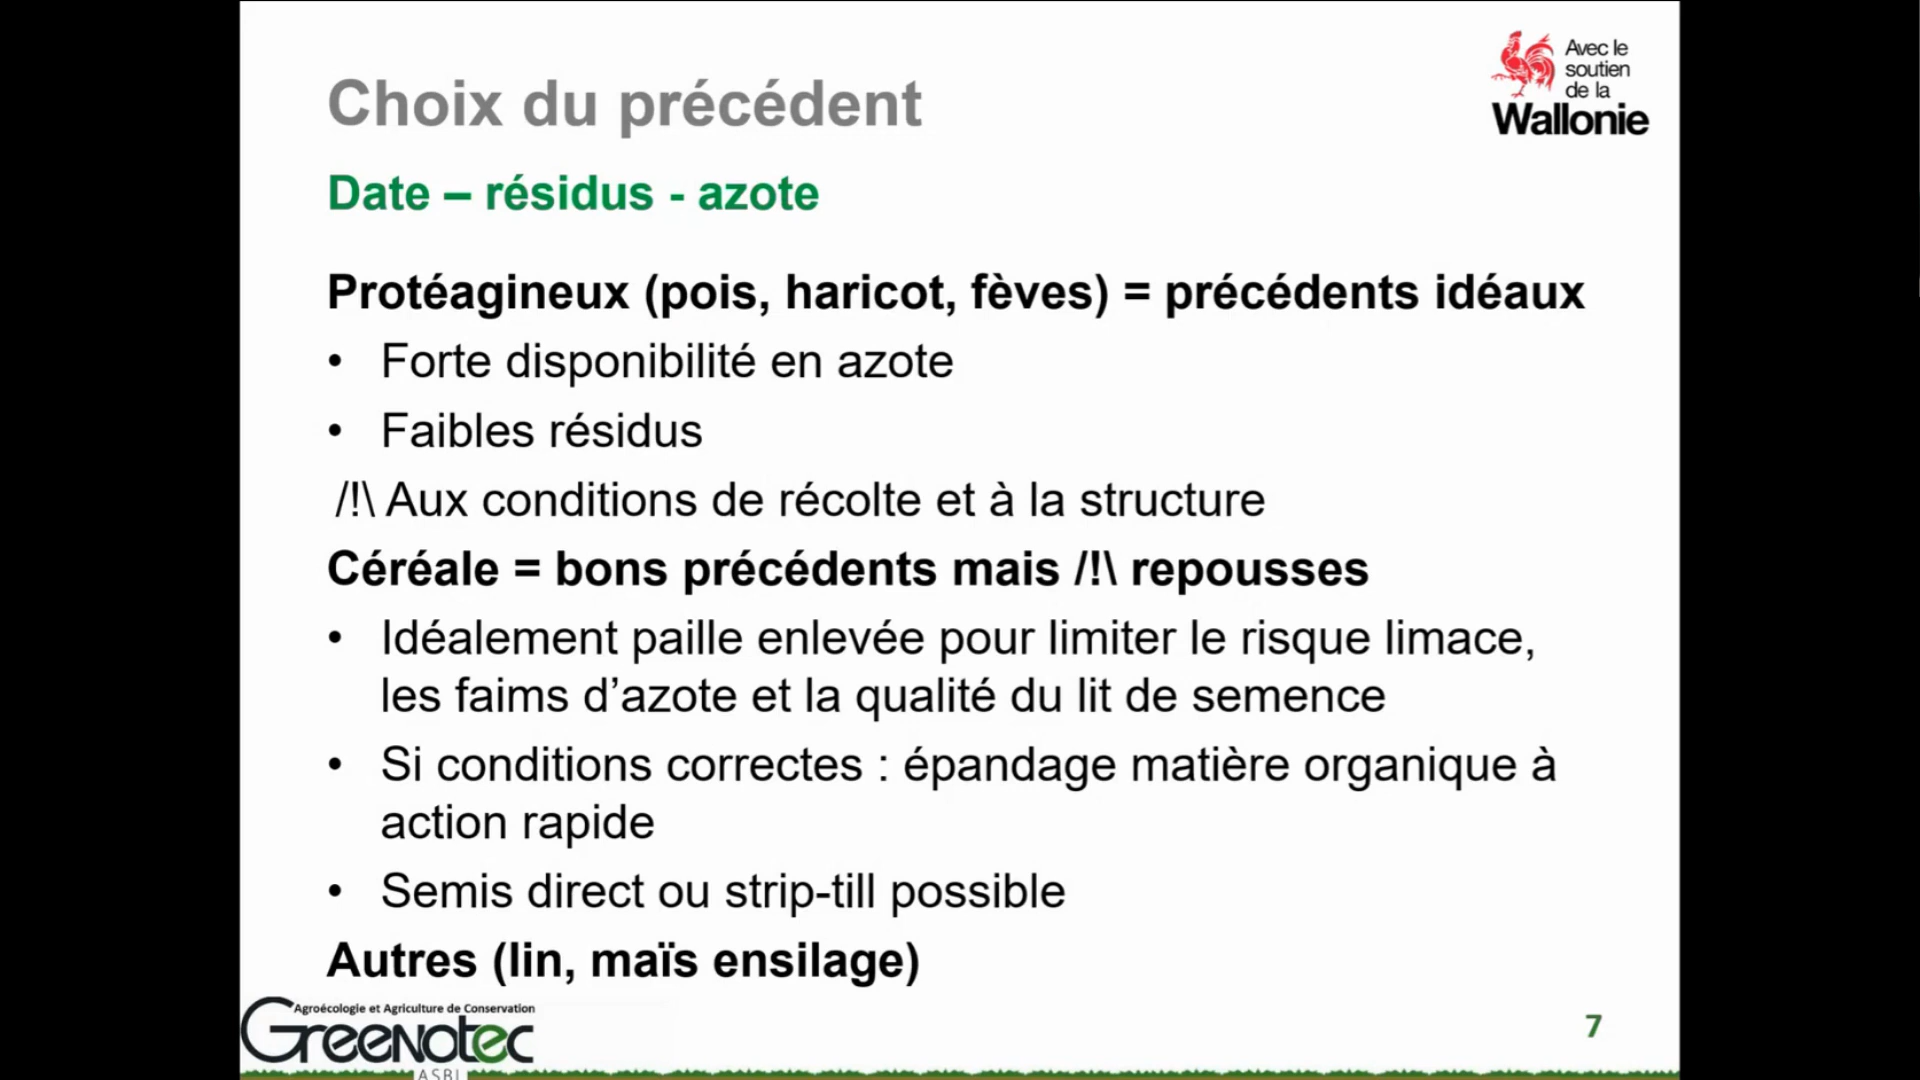 Avec le
soutien
de la
Wallonie
Choix du précédent
Date – résidus - azote
Protéagineux (pois, haricot, fèves) = précédents idéaux
• Forte disponibilité en azote
• Faibles résidus
/!\ Aux conditions de récolte et à la structure
Céréale = bons précédents mais /!\ repousses
• Idéalement paille enlevée pour limiter le risque limace,
les faims d’azote et la qualité du lit de semence
• Si conditions correctes : épandage matière organique à
action rapide
• Semis direct ou strip-till possible
Autres (lin, maïs ensilage)
Agroécologie et Agriculture de Conservation
Greenotec
ASBL
7